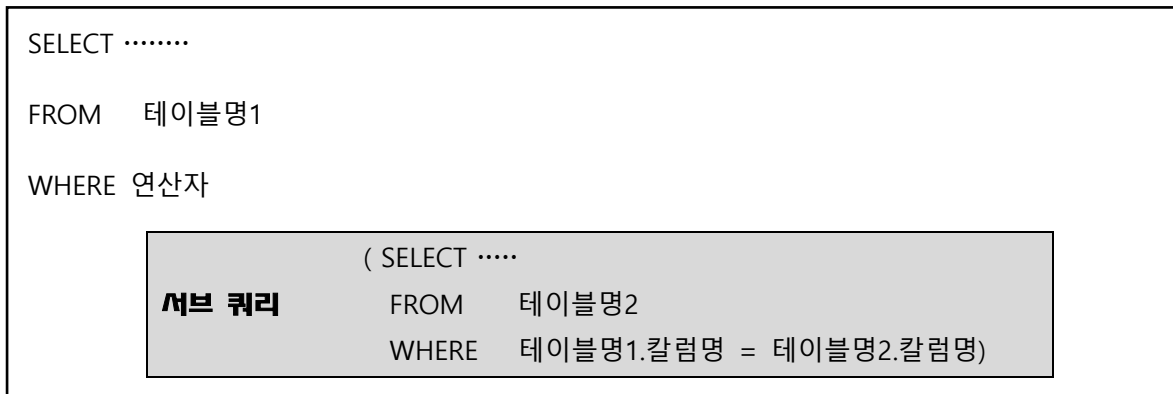 SELECT ········
FROM 테이블명1
WHERE 연산자
( SELECT ·····
서브 쿼리 FROM 테이블명2
WHERE 테이블명1.칼럼명 = 테이블명2.칼럼명)